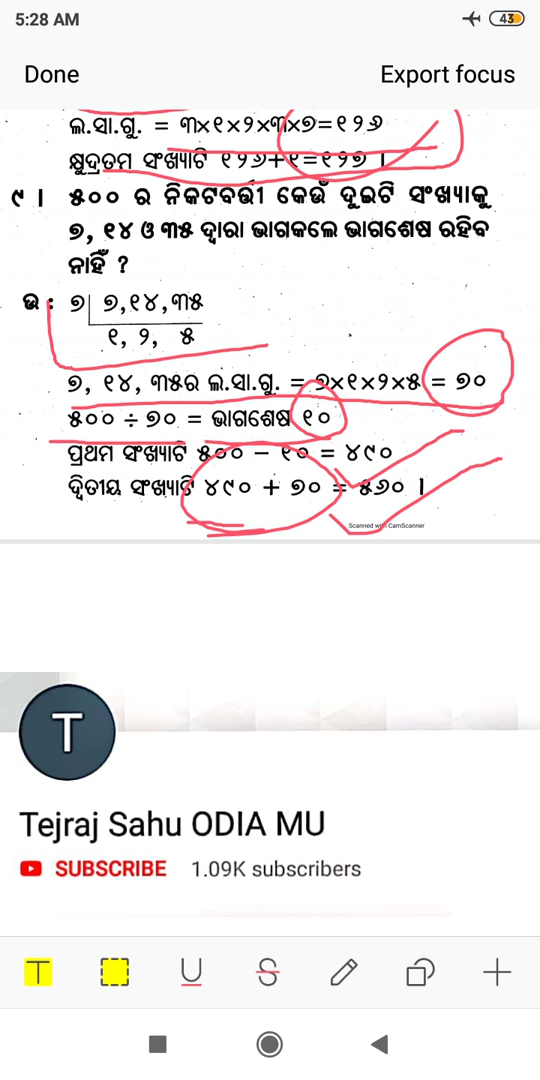 5:28 AM
43
Done
Export focus
ଲ.ସା.ଗୁ. = ୩×୧×୨×୩×୭=୧୨୬
କ୍ଷୁଦ୍ରତମ ସଂଖ୍ୟାଟି ୧୨୬+୧=୧୨୭ ।
୯ । ୫୦୦ ର ନିକଟବର୍ତ୍ତୀ କେଉଁ ଦୁଇଟି ସଂଖ୍ୟାକୁ
୭, ୧୪ ଓ ୩୫ ଦ୍ବାରା ଭାଗକଲେ ଭାଗଶେଷ ରହିବ
ନାହିଁ ?
ଉ : ୭ ୭,୧୪,୩୫
୧, ୨, ୫
୭, ୧୪, ୩୫ର ଲ.ସା.ଗୁ. = ୭×୧×୨×୫ = ୭୦
୫୦୦ ÷ ୭୦ = ଭାଗଶେଷ ୧୦
ପ୍ରଥମ ସଂଖ୍ୟାଟି ୫୦୦ – ୧୦ = ୪୯୦
ଦ୍ବିତୀୟ ସଂଖ୍ୟାଟି ୪୯୦ + ୭୦ = ୫୬୦ ।
Scanned with CamScanner
T
Tejraj Sahu ODIA MU
SUBSCRIBE 1.09K subscribers
T U S